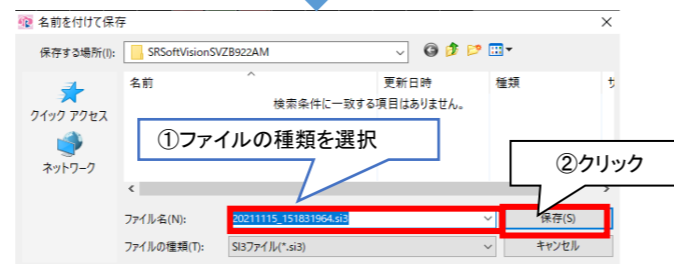 名前を付けて保存
保存する場所(I): SRSoftVisionSVZB922AM
名前 更新日時 種類 サ
検索条件に一致する項目はありません。
クイック アクセス
ネットワーク
①ファイルの種類を選択
②クリック
ファイル名(N): 20211115_151831964.si3 保存(S)
ファイルの種類(T): SI3ファイル(*.si3) キャンセル